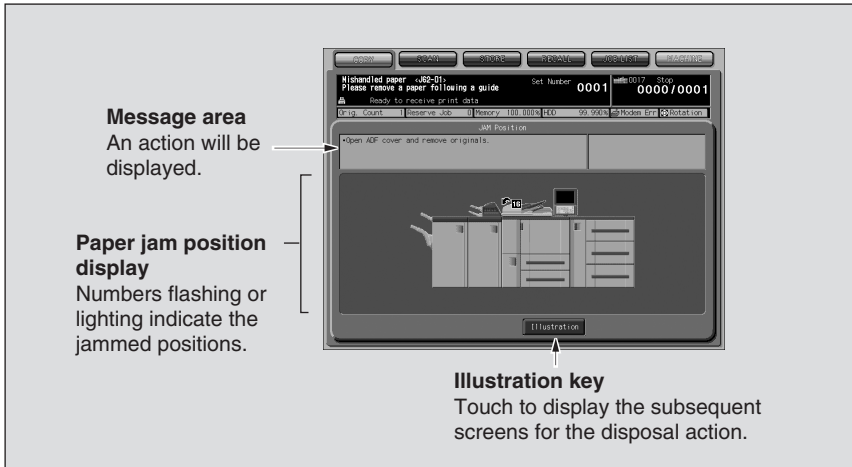 COPY SCAN STORE RECALL JOB LIST MACHINE
Mishandled paper <J62-01> Set Number 0001 0017 Stop
Please remove a paper following a guide 0000/0001
Ready to receive print data
Orig. Count 1 Reserve Job 0 Memory 100.000% HDD 99.990% Modem Err Rotation
JAM Position
•Open ADF cover and remove originals.
Message area
An action will be
displayed.
16
Paper jam position
display
Numbers flashing or
lighting indicate the
jammed positions.
Illustration
Illustration key
Touch to display the subsequent
screens for the disposal action.